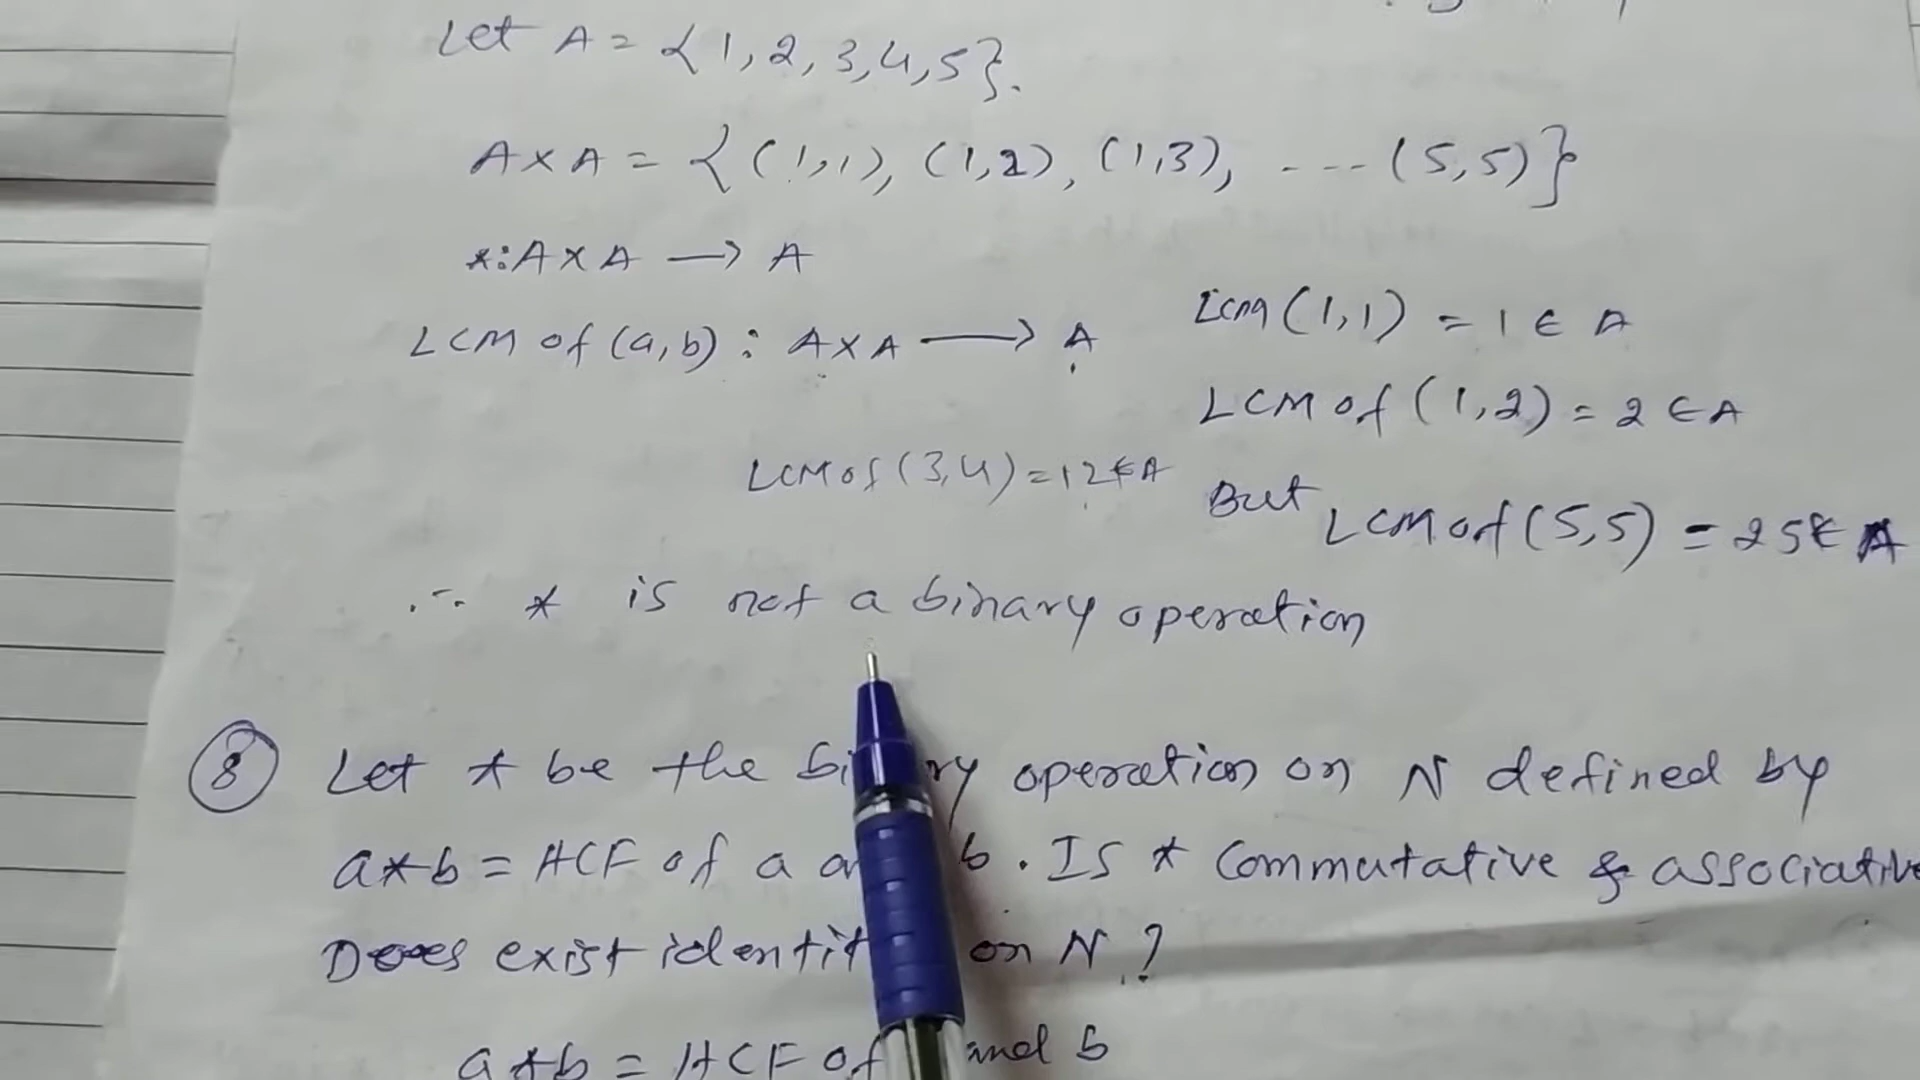 Let A = {1, 2, 3, 4, 5}.
A × A = {(1,1), (1,2), (1,3), ---- (5,5)}
*: A × A → A
LCM of (a, b) : A × A → A
Lcm (1,1) = 1 ∈ A
LCM of (1,2) = 2 ∈ A
LCM of (3,4) = 12 ∉ A
But LCM of (5,5) = 25 ∉ A
∴ * is not a binary operation
⑧ Let * be the operation on N defined by
a * b = HCF of a b. Is * commutative & associative
Does exist on N ?
a * b = HCF of and b